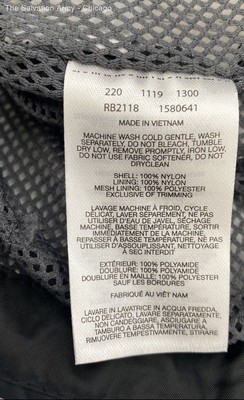 The Salvation Army - Chicago
220 1119 1300
RB2118 1580641
MADE IN VIETNAM
MACHINE WASH COLD GENTLE, WASH
SEPARATELY, DO NOT BLEACH, TUMBLE
DRY LOW, REMOVE PROMPTLY, IRON LOW,
DO NOT USE FABRIC SOFTENER, DO NOT
DRYCLEAN
SHELL: 100% NYLON
LINING: 100% NYLON
MESH LINING: 100% POLYESTER
EXCLUSIVE OF TRIMMING
LAVAGE MACHINE À FROID, CYCLE
DÉLICAT, LAVER SÉPARÉMENT, NE PAS
UTILISER D'EAU DE JAVEL, SÉCHAGE
MACHINE, BASSE TEMPÉRATURE, SORTIR
IMMÉDIATEMENT DE LA MACHINE,
REPASSER À BASSE TEMPÉRATURE, NE PAS
UTILISER D'ASSOUPLISSANT, NETTOYAGE
À SEC INTERDIT
EXTÉRIEUR: 100% POLYAMIDE
DOUBLURE: 100% POLYAMIDE
DOUBLURE EN MAILLE: 100% POLYESTER
SAUF LES BORDURES
FABRIQUÉ AU VIÊT NAM
LAVARE IN LAVATRICE IN ACQUA FREDDA,
CICLO DELICATO, LAVARE SEPARATAMENTE,
NON CANDEGGIARE, ASCIUGARE A
TAMBURO A BASSA TEMPERATURA,
RIMUOVERE TEMPESTIVAMENTE, STIRARE